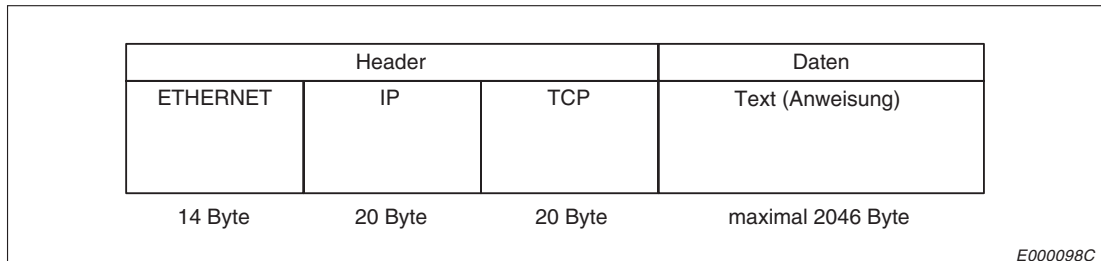 Header Daten
ETHERNET IP TCP Text (Anweisung)
14 Byte 20 Byte 20 Byte maximal 2046 Byte
E000098C